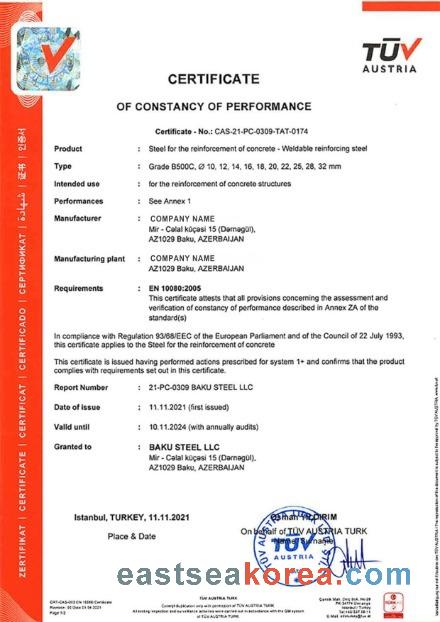 TÜV
AUSTRIA
CERTIFICATE
OF CONSTANCY OF PERFORMANCE
Certificate - No.: CAS-21-PC-0309-TAT-0174
Product : Steel for the reinforcement of concrete - Weldable reinforcing steel
Type : Grade B500C, Ø 10, 12, 14, 16, 18, 20, 22, 25, 28, 32 mm
Intended use : for the reinforcement of concrete structures
Performances : See Annex 1
Manufacturer : COMPANY NAME
Mir - Cəlal küçəsi 15 (Dərnəgül),
AZ1029 Baku, AZERBAIJAN
Manufacturing plant : COMPANY NAME
AZ1029 Baku, AZERBAIJAN
Requirements : EN 10080:2005
This certificate attests that all provisions concerning the assessment and
verification of constancy of performance described in Annex ZA of the
standard(s)
In compliance with Regulation 93/68/EEC of the European Parliament and of the Council of 22 July 1993,
this certificate applies to the Steel for the reinforcement of concrete
This certificate is issued having performed actions prescribed for system 1+ and confirms that the product
complies with requirements set out in this certificate.
Report Number : 21-PC-0309 BAKU STEEL LLC
Date of issue : 11.11.2021 (first issued)
Valid until : 10.11.2024 (with annually audits)
Granted to : BAKU STEEL LLC
Mir - Cəlal küçəsi 15 (Dərnəgül),
AZ1029 Baku, AZERBAIJAN
Istanbul, TURKEY, 11.11.2021
Place & Date
On behalf of TÜV AUSTRIA TURK
Name, Surname
TÜV
AUSTRIA
eastseakorea.com
TÜV AUSTRIA TURK
ZERTIFIKAT | CERTIFICATE | CERTIFICAT | CERTIFICADO | СЕРТИФИКАТ | شهادة | 证书 | 인증서